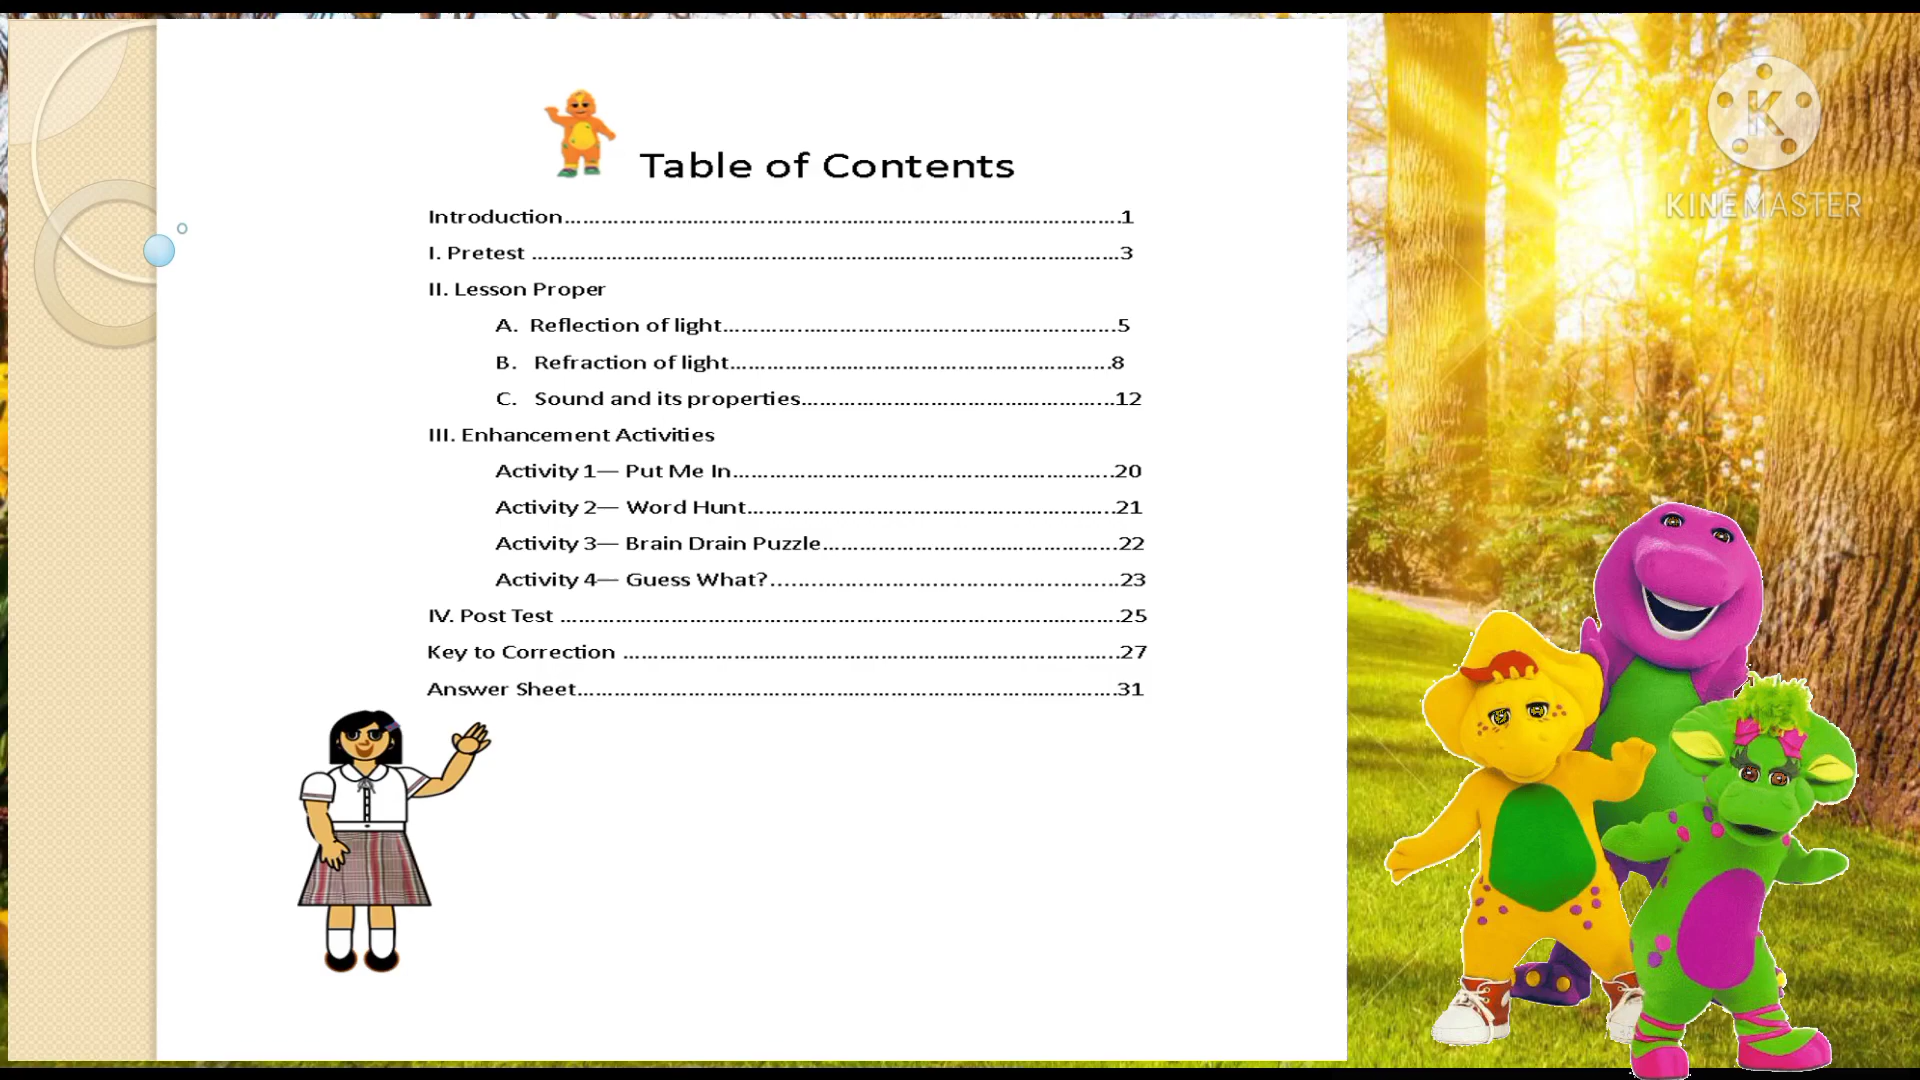 K
KINEMASTER
Table of Contents
Introduction..........................................................1
I. Pretest ..........................................................3
II. Lesson Proper
A. Reflection of light..........................................................5
B. Refraction of light..........................................................8
C. Sound and its properties..........................................................12
III. Enhancement Activities
Activity 1— Put Me In..........................................................20
Activity 2— Word Hunt..........................................................21
Activity 3— Brain Drain Puzzle..........................................................22
Activity 4— Guess What?..........................................................23
IV. Post Test ..........................................................25
Key to Correction ..........................................................27
Answer Sheet..........................................................31